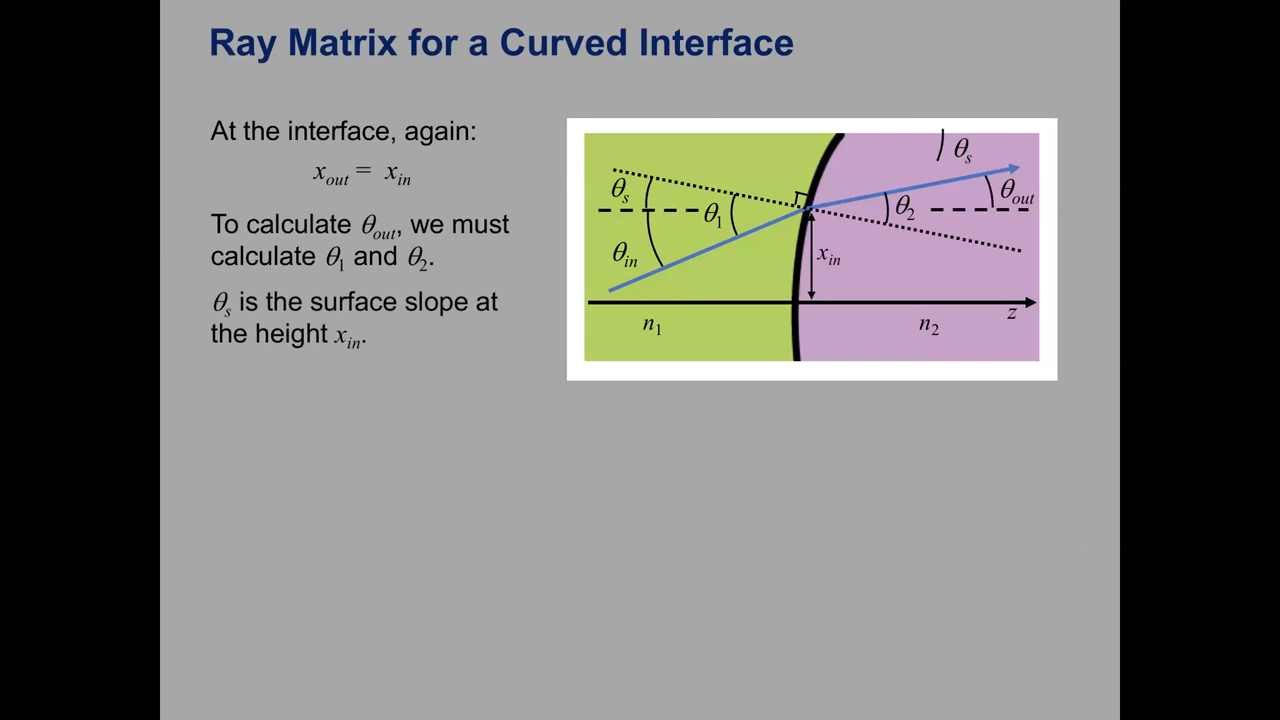 Ray Matrix for a Curved Interface
At the interface, again:
x_out = x_in
To calculate θ_out, we must
calculate θ_1 and θ_2.
θ_s is the surface slope at
the height x_in.
θ_s
θ_s
θ_out
θ_1
θ_2
θ_in
x_in
z
n_1
n_2